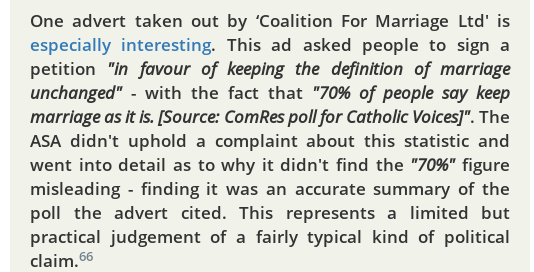 One advert taken out by ‘Coalition For Marriage Ltd' is
especially interesting. This ad asked people to sign a
petition "in favour of keeping the definition of marriage
unchanged" - with the fact that "70% of people say keep
marriage as it is. [Source: ComRes poll for Catholic Voices]". The
ASA didn't uphold a complaint about this statistic and
went into detail as to why it didn't find the "70%" figure
misleading - finding it was an accurate summary of the
poll the advert cited. This represents a limited but
practical judgement of a fairly typical kind of political
claim.66